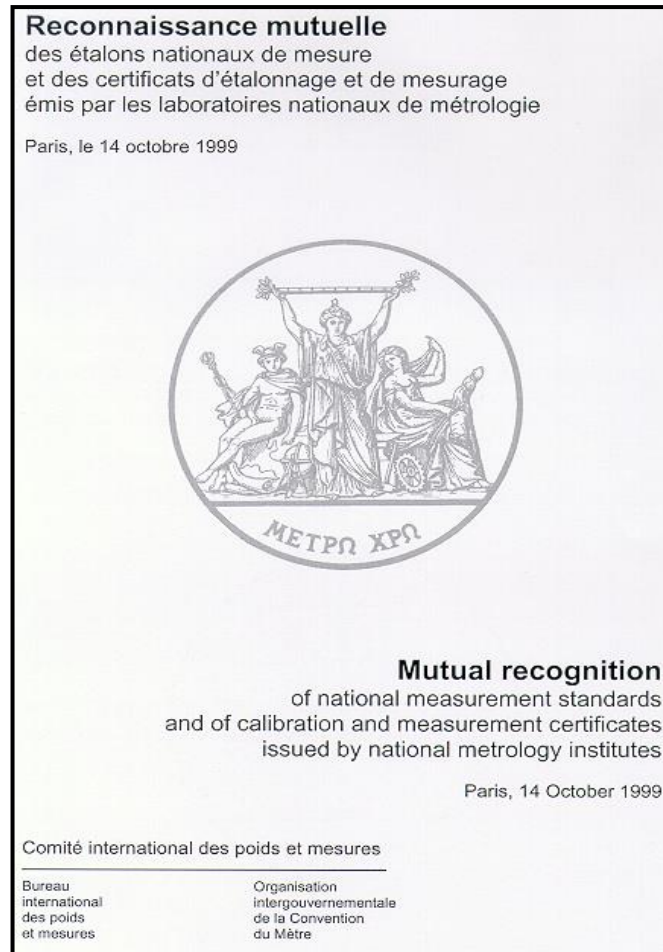 Reconnaissance mutuelle
des étalons nationaux de mesure
et des certificats d'étalonnage et de mesurage
émis par les laboratoires nationaux de métrologie
Paris, le 14 octobre 1999
ΜΕΤΡΩ ΧΡΩ
Mutual recognition
of national measurement standards
and of calibration and measurement certificates
issued by national metrology institutes
Paris, 14 October 1999
Comité international des poids et mesures
Bureau
international
des poids
et mesures
Organisation
intergouvernementale
de la Convention
du Mètre